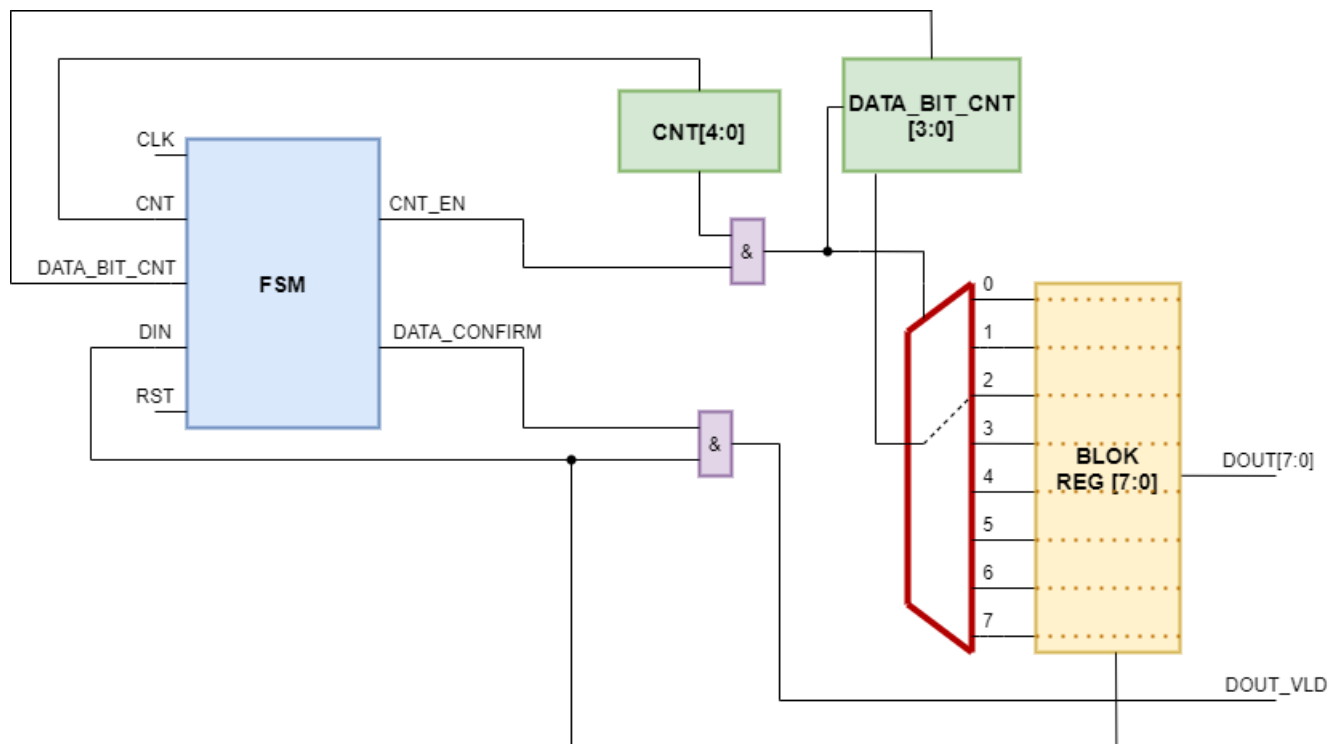 DATA_BIT_CNT
[3:0]
CNT[4:0]
CLK
CNT
CNT_EN
DATA_BIT_CNT
FSM
&
DIN
DATA_CONFIRM
RST
&
0
1
2
3
4
5
6
7
BLOK
REG [7:0]
DOUT[7:0]
DOUT_VLD